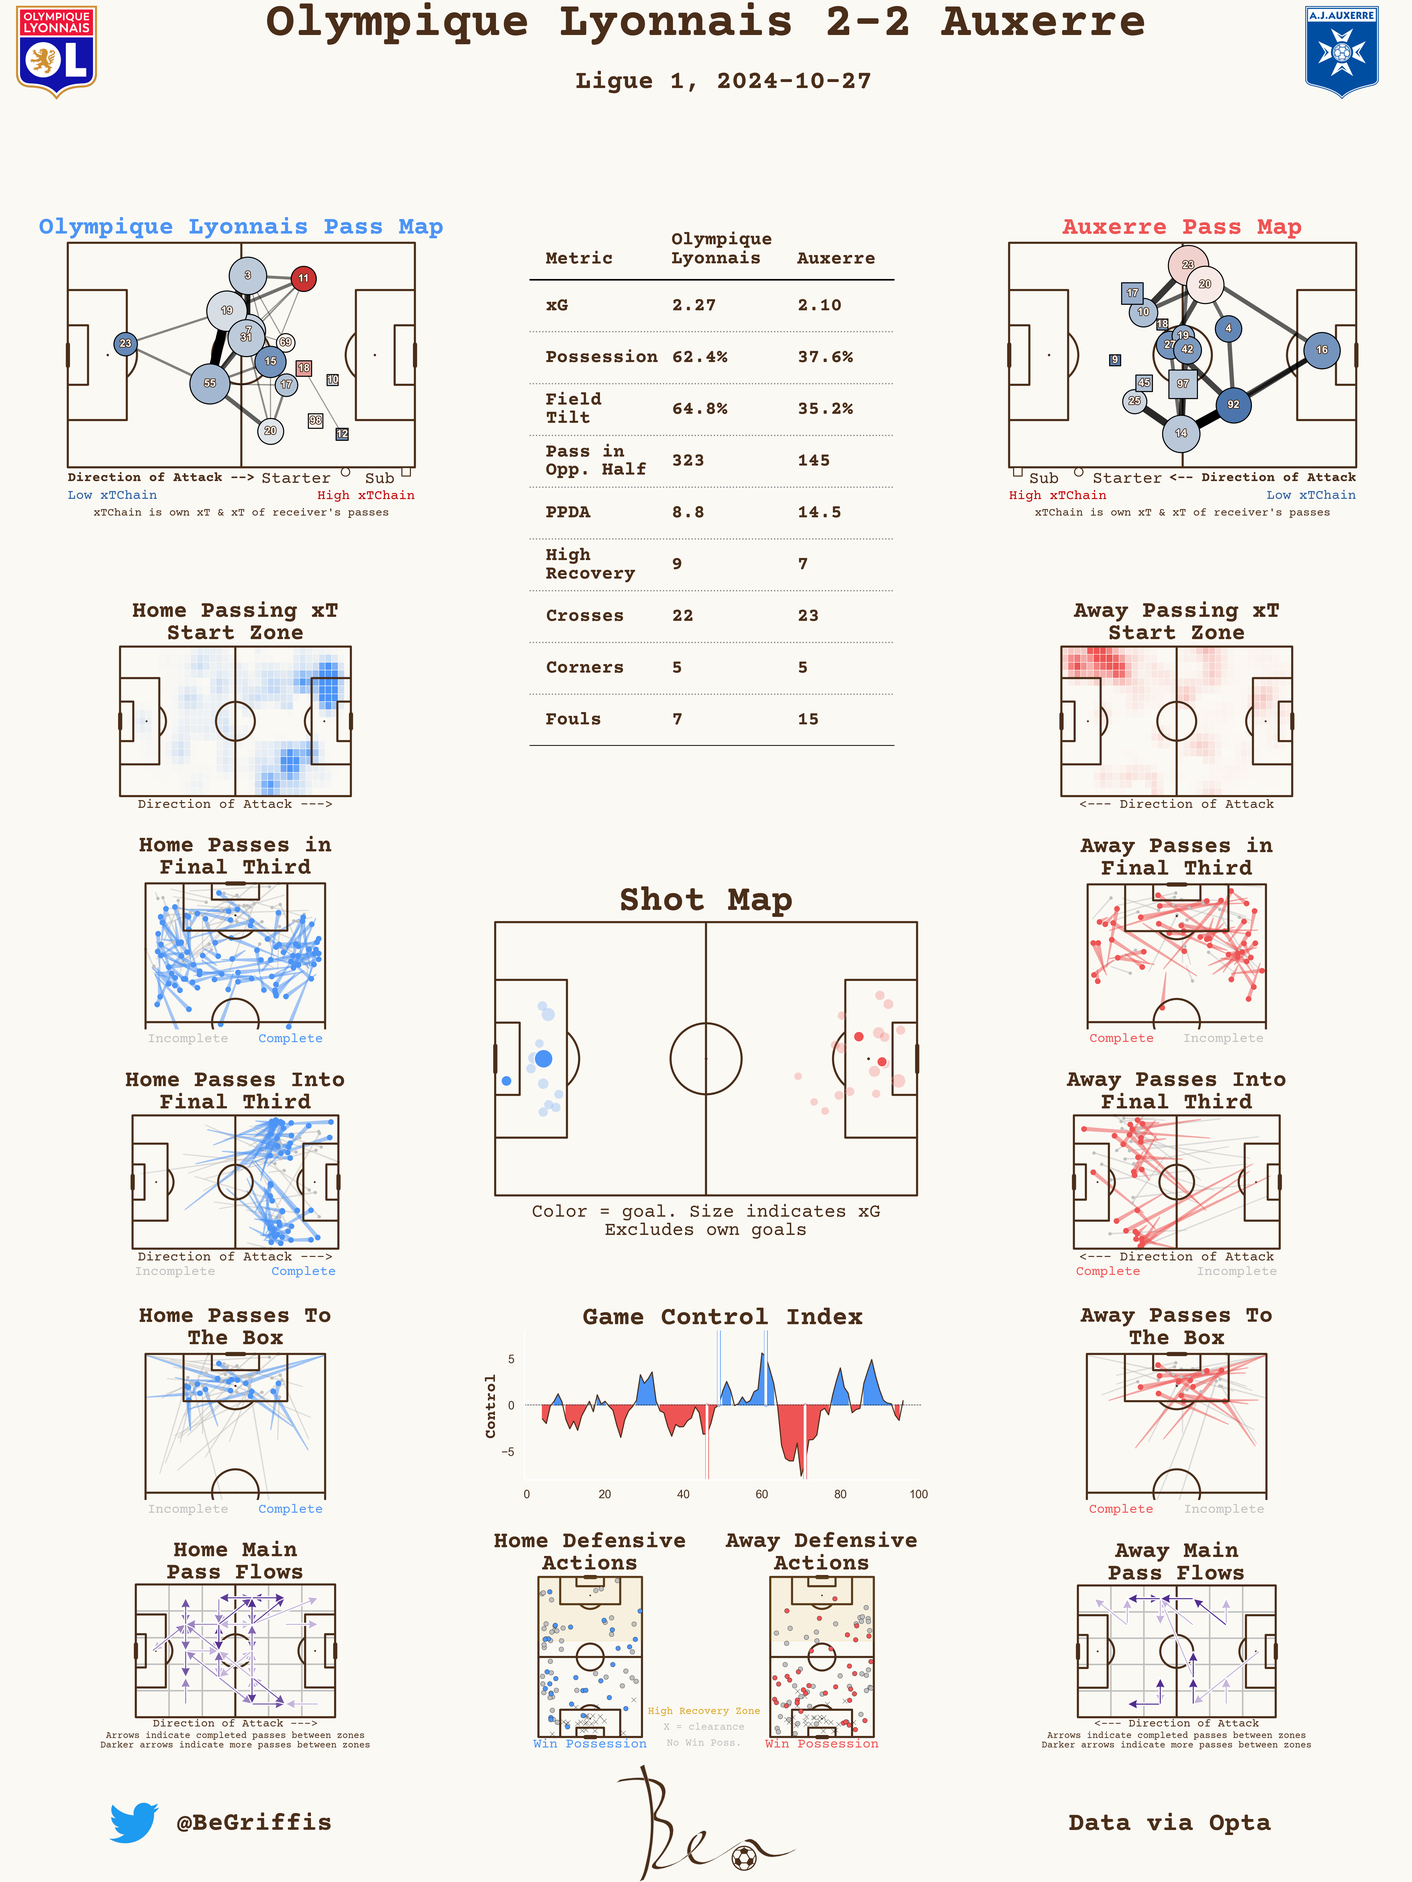 OLYMPIQUE
LYONNAIS
OL
Olympique Lyonnais 2-2 Auxerre
A.J.AUXERRE
Ligue 1, 2024-10-27
Olympique Lyonnais Pass Map
3
11
19
7
31
69
23
15
18
55
17
10
98
20
12
Direction of Attack --> Starter Sub
Low xTChain High xTChain
xTChain is own xT & xT of receiver's passes
Metric Olympique Lyonnais Auxerre
xG 2.27 2.10
Possession 62.4% 37.6%
Field Tilt 64.8% 35.2%
Pass in Opp. Half 323 145
PPDA 8.8 14.5
High Recovery 9 7
Crosses 22 23
Corners 5 5
Fouls 7 15
Auxerre Pass Map
23
20
17
10
18
4
19
27
42
16
9
45
97
25
92
14
Sub Starter <-- Direction of Attack
High xTChain Low xTChain
xTChain is own xT & xT of receiver's passes
Home Passing xT
Start Zone
Direction of Attack --->
Away Passing xT
Start Zone
<--- Direction of Attack
Home Passes in
Final Third
Incomplete Complete
Away Passes in
Final Third
Complete Incomplete
Shot Map
Color = goal. Size indicates xG
Excludes own goals
Home Passes Into
Final Third
Direction of Attack --->
Incomplete Complete
Away Passes Into
Final Third
<--- Direction of Attack
Complete Incomplete
Home Passes To
The Box
Incomplete Complete
Game Control Index
Control
5
0
-5
0 20 40 60 80 100
Away Passes To
The Box
Complete Incomplete
Home Main
Pass Flows
Direction of Attack --->
Arrows indicate completed passes between zones
Darker arrows indicate more passes between zones
Home Defensive
Actions
Win Possession
High Recovery Zone
X = clearance
No Win Poss.
Away Defensive
Actions
Win Possession
Away Main
Pass Flows
<--- Direction of Attack
Arrows indicate completed passes between zones
Darker arrows indicate more passes between zones
@BeGriffis
Ben
Data via Opta